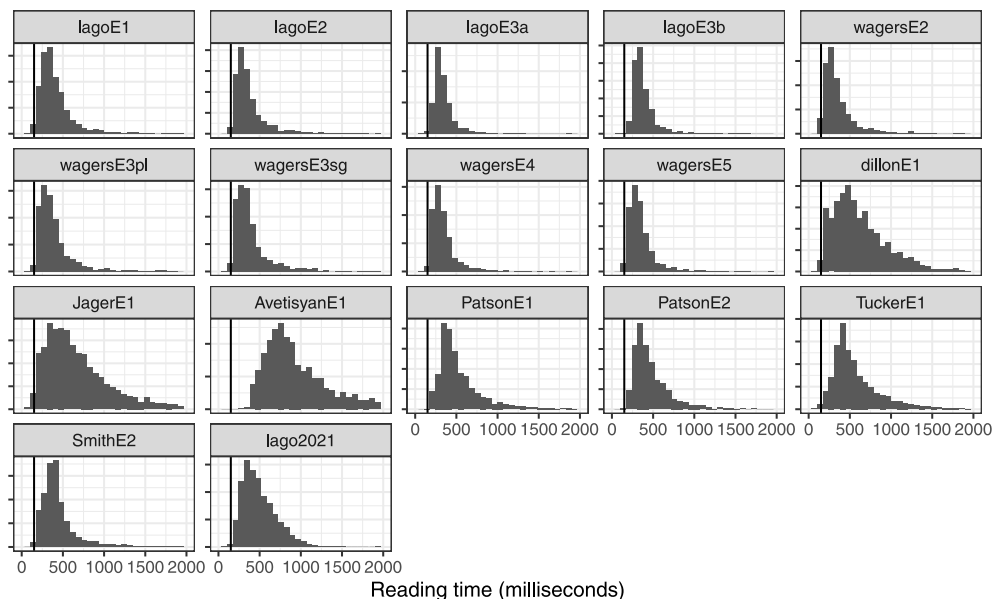 IagoE1 IagoE2 IagoE3a IagoE3b wagersE2
wagersE3pl wagersE3sg wagersE4 wagersE5 dillonE1
JagerE1 AvetisyanE1 PatsonE1 PatsonE2 TuckerE1
0 500 1000 1500 2000 0 500 1000 1500 2000 0 500 1000 1500 2000
SmithE2 Iago2021
0 500 1000 1500 2000 0 500 1000 1500 2000
Reading time (milliseconds)